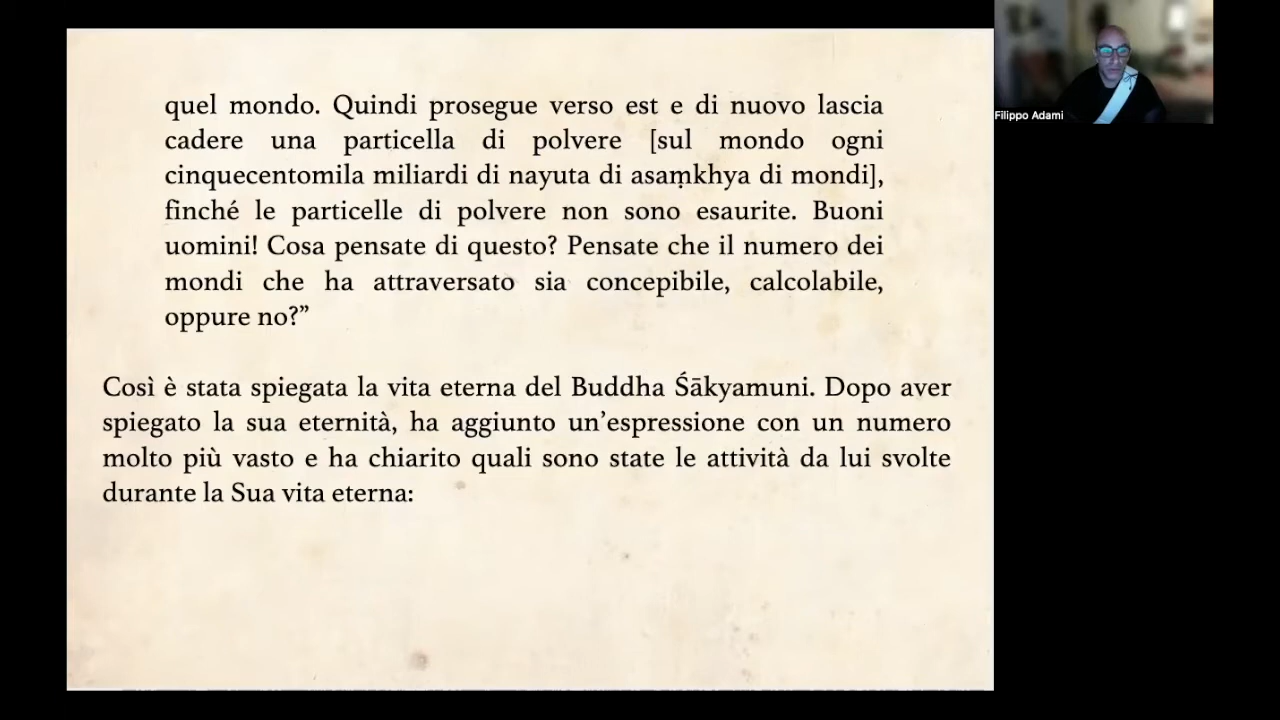 quel mondo. Quindi prosegue verso est e di nuovo lascia
cadere una particella di polvere [sul mondo ogni
cinquecentomila miliardi di nayuta di asaṃkhya di mondi],
finché le particelle di polvere non sono esaurite. Buoni
uomini! Cosa pensate di questo? Pensate che il numero dei
mondi che ha attraversato sia concepibile, calcolabile,
oppure no?”
Così è stata spiegata la vita eterna del Buddha Śākyamuni. Dopo aver
spiegato la sua eternità, ha aggiunto un’espressione con un numero
molto più vasto e ha chiarito quali sono state le attività da lui svolte
durante la Sua vita eterna:
Filippo Adami